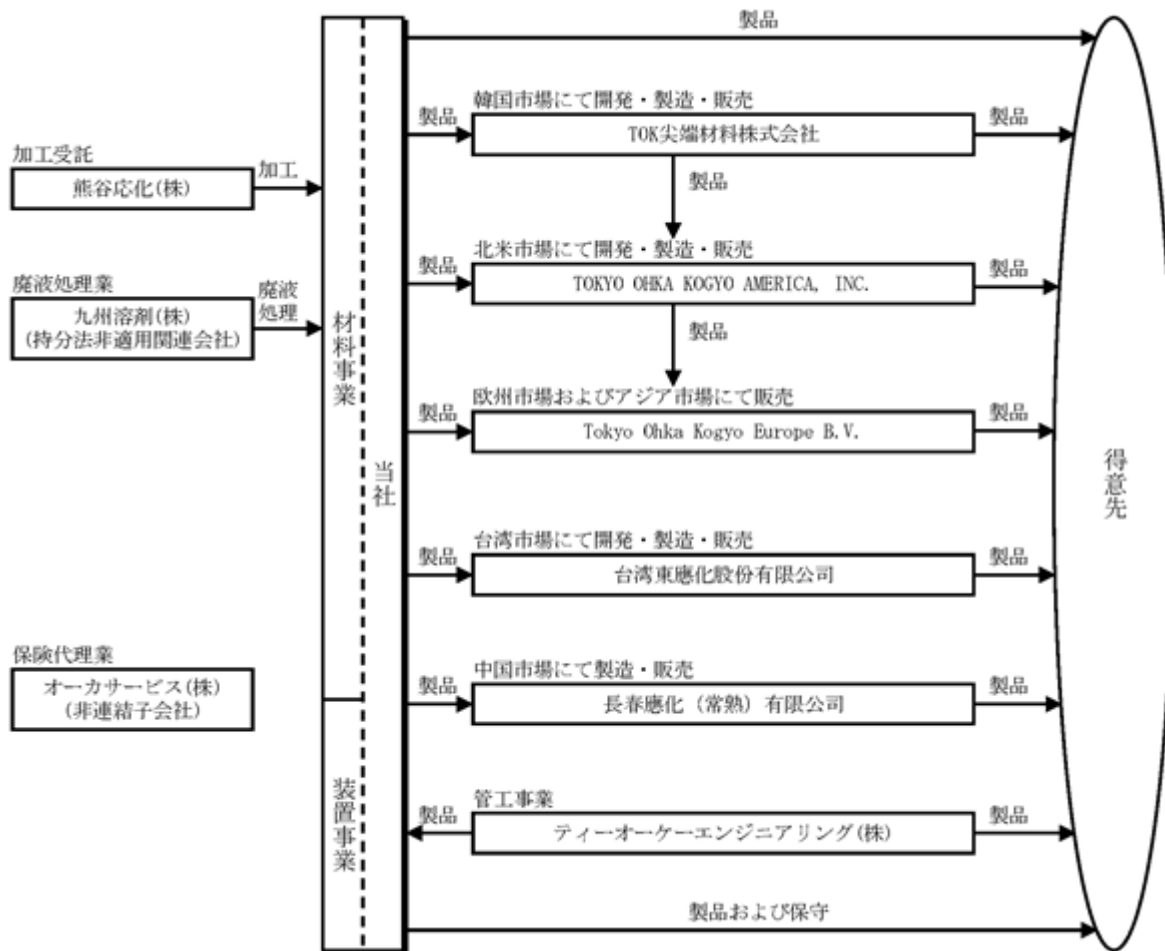 製品
韓国市場にて開発・製造・販売
製品
TOK尖端材料株式会社
製品
加工受託
熊谷応化(株)
加工
製品
北米市場にて開発・製造・販売
製品
TOKYO OHKA KOGYO AMERICA, INC.
製品
廃液処理業
九州溶剤(株)
(持分法非適用関連会社)
廃液
処理
製品
材料事業
欧州市場およびアジア市場にて販売
製品
Tokyo Ohka Kogyo Europe B.V.
製品
当社
得意先
台湾市場にて開発・製造・販売
製品
台湾東應化股份有限公司
製品
保険代理業
オーカサービス(株)
(非連結子会社)
中国市場にて製造・販売
製品
長春應化（常熟）有限公司
製品
装置事業
管工事業
製品
ティーオーケーエンジニアリング(株)
製品
製品および保守